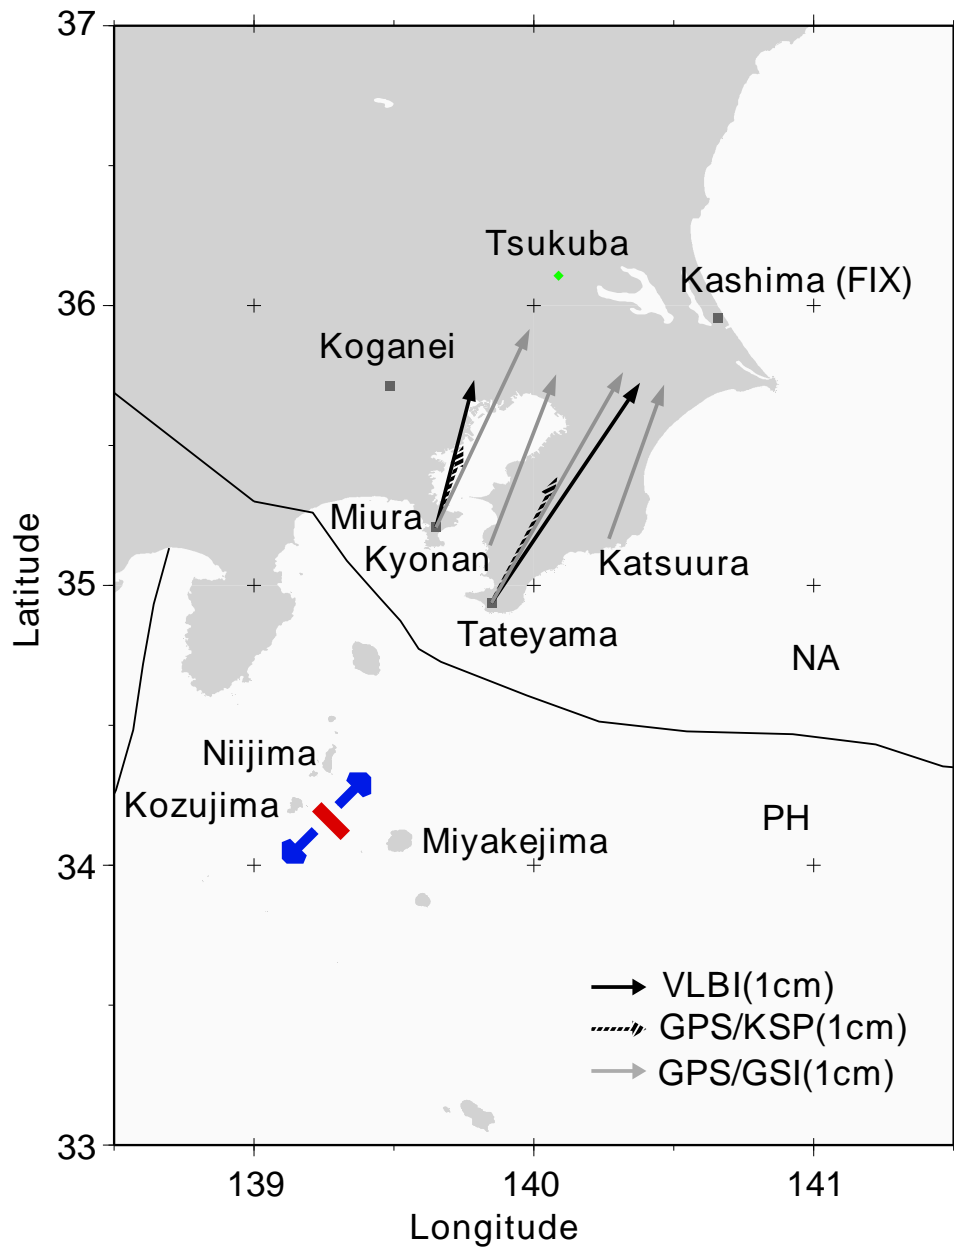 37
Tsukuba
Kashima (FIX)
36
Koganei
Miura
Kyonan
Katsuura
35
Tateyama
NA
Latitude
Niijima
Kozujima
PH
Miyakejima
34
VLBI(1cm)
GPS/KSP(1cm)
GPS/GSI(1cm)
33
139
140
141
Longitude